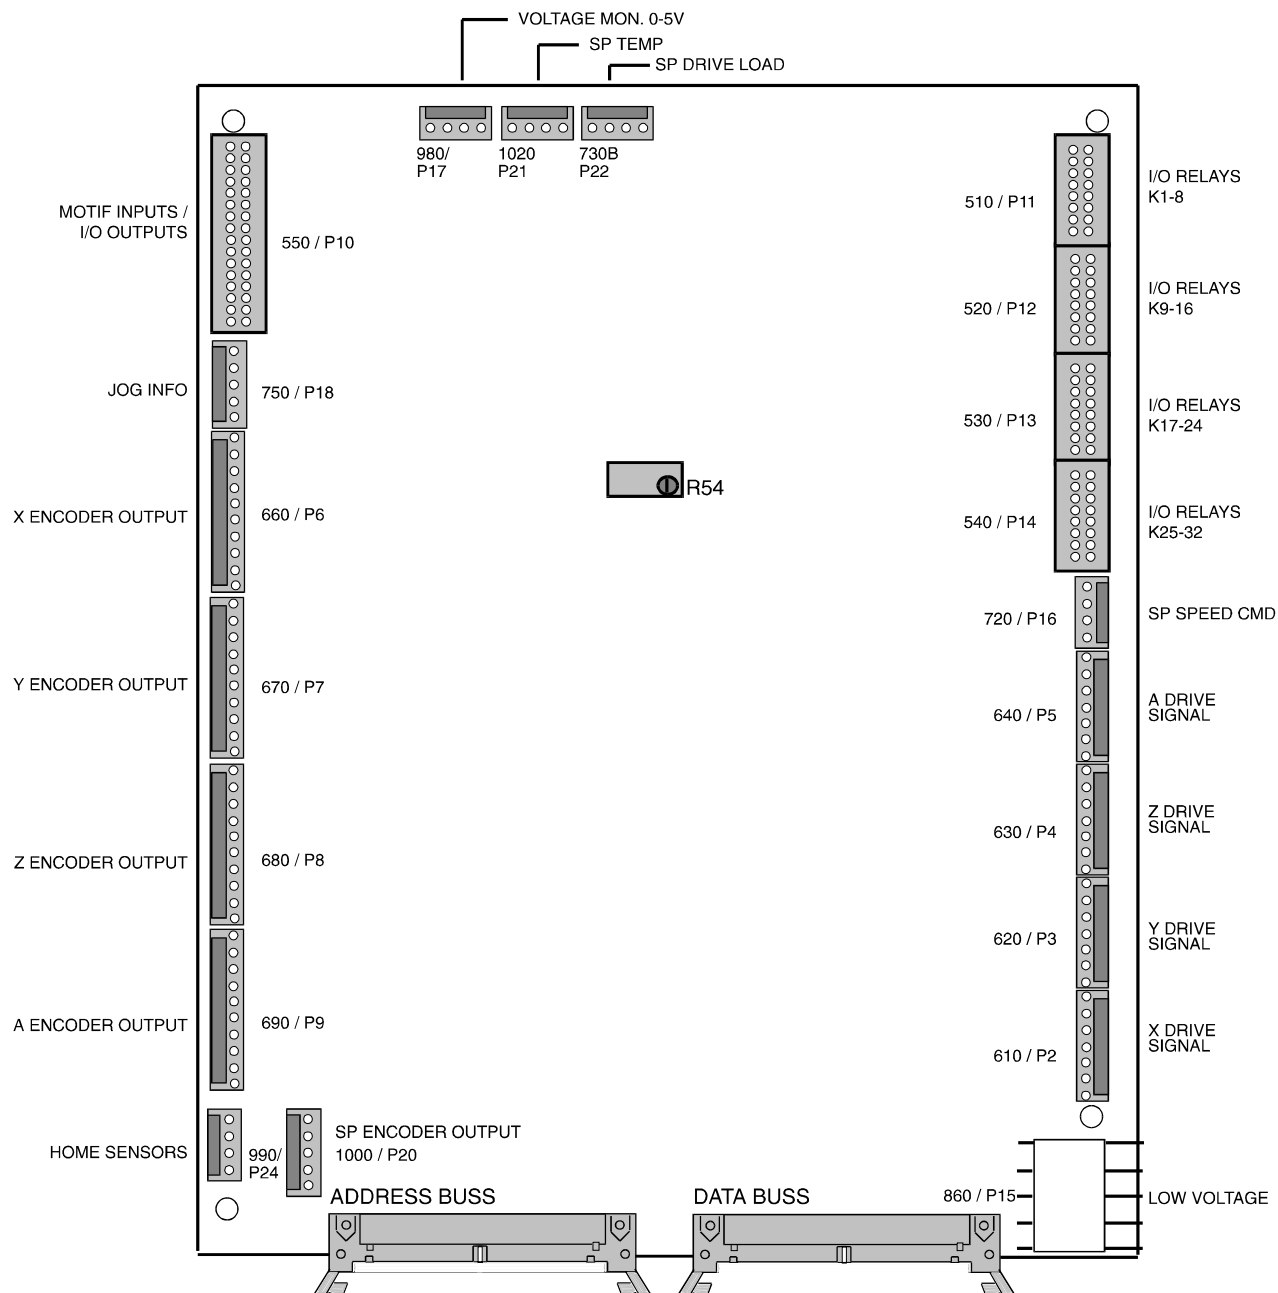 VOLTAGE MON. 0-5V
SP TEMP
SP DRIVE LOAD
980/
P17
1020
P21
730B
P22
MOTIF INPUTS /
I/O OUTPUTS
550 / P10
510 / P11
I/O RELAYS
K1-8
520 / P12
I/O RELAYS
K9-16
JOG INFO
750 / P18
530 / P13
I/O RELAYS
K17-24
R54
X ENCODER OUTPUT
660 / P6
540 / P14
I/O RELAYS
K25-32
720 / P16
SP SPEED CMD
Y ENCODER OUTPUT
670 / P7
640 / P5
A DRIVE
SIGNAL
Z ENCODER OUTPUT
680 / P8
630 / P4
Z DRIVE
SIGNAL
620 / P3
Y DRIVE
SIGNAL
A ENCODER OUTPUT
690 / P9
610 / P2
X DRIVE
SIGNAL
HOME SENSORS
990/
P24
SP ENCODER OUTPUT
1000 / P20
ADDRESS BUSS
DATA BUSS
860 / P15
LOW VOLTAGE